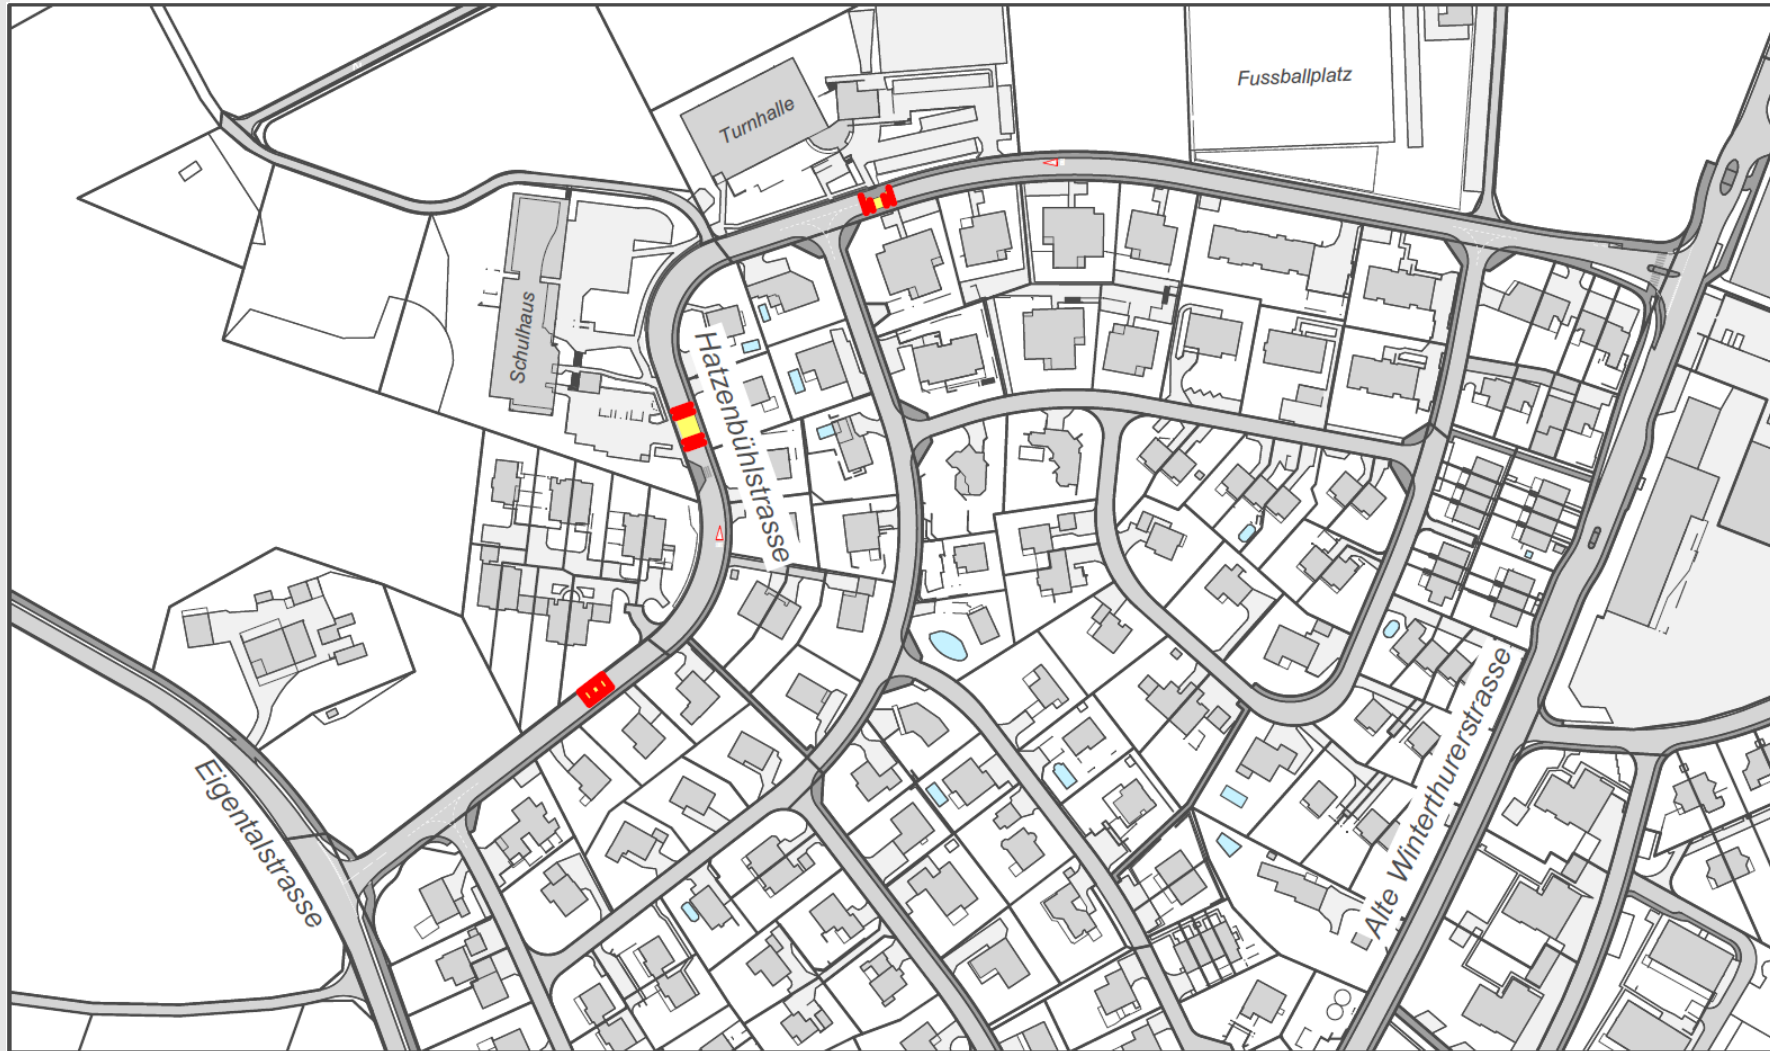 Fussballplatz
Turnhalle
Schulhaus
Hatzenbühlstrasse
Eigentalstrasse
Alte Winterthurerstrasse